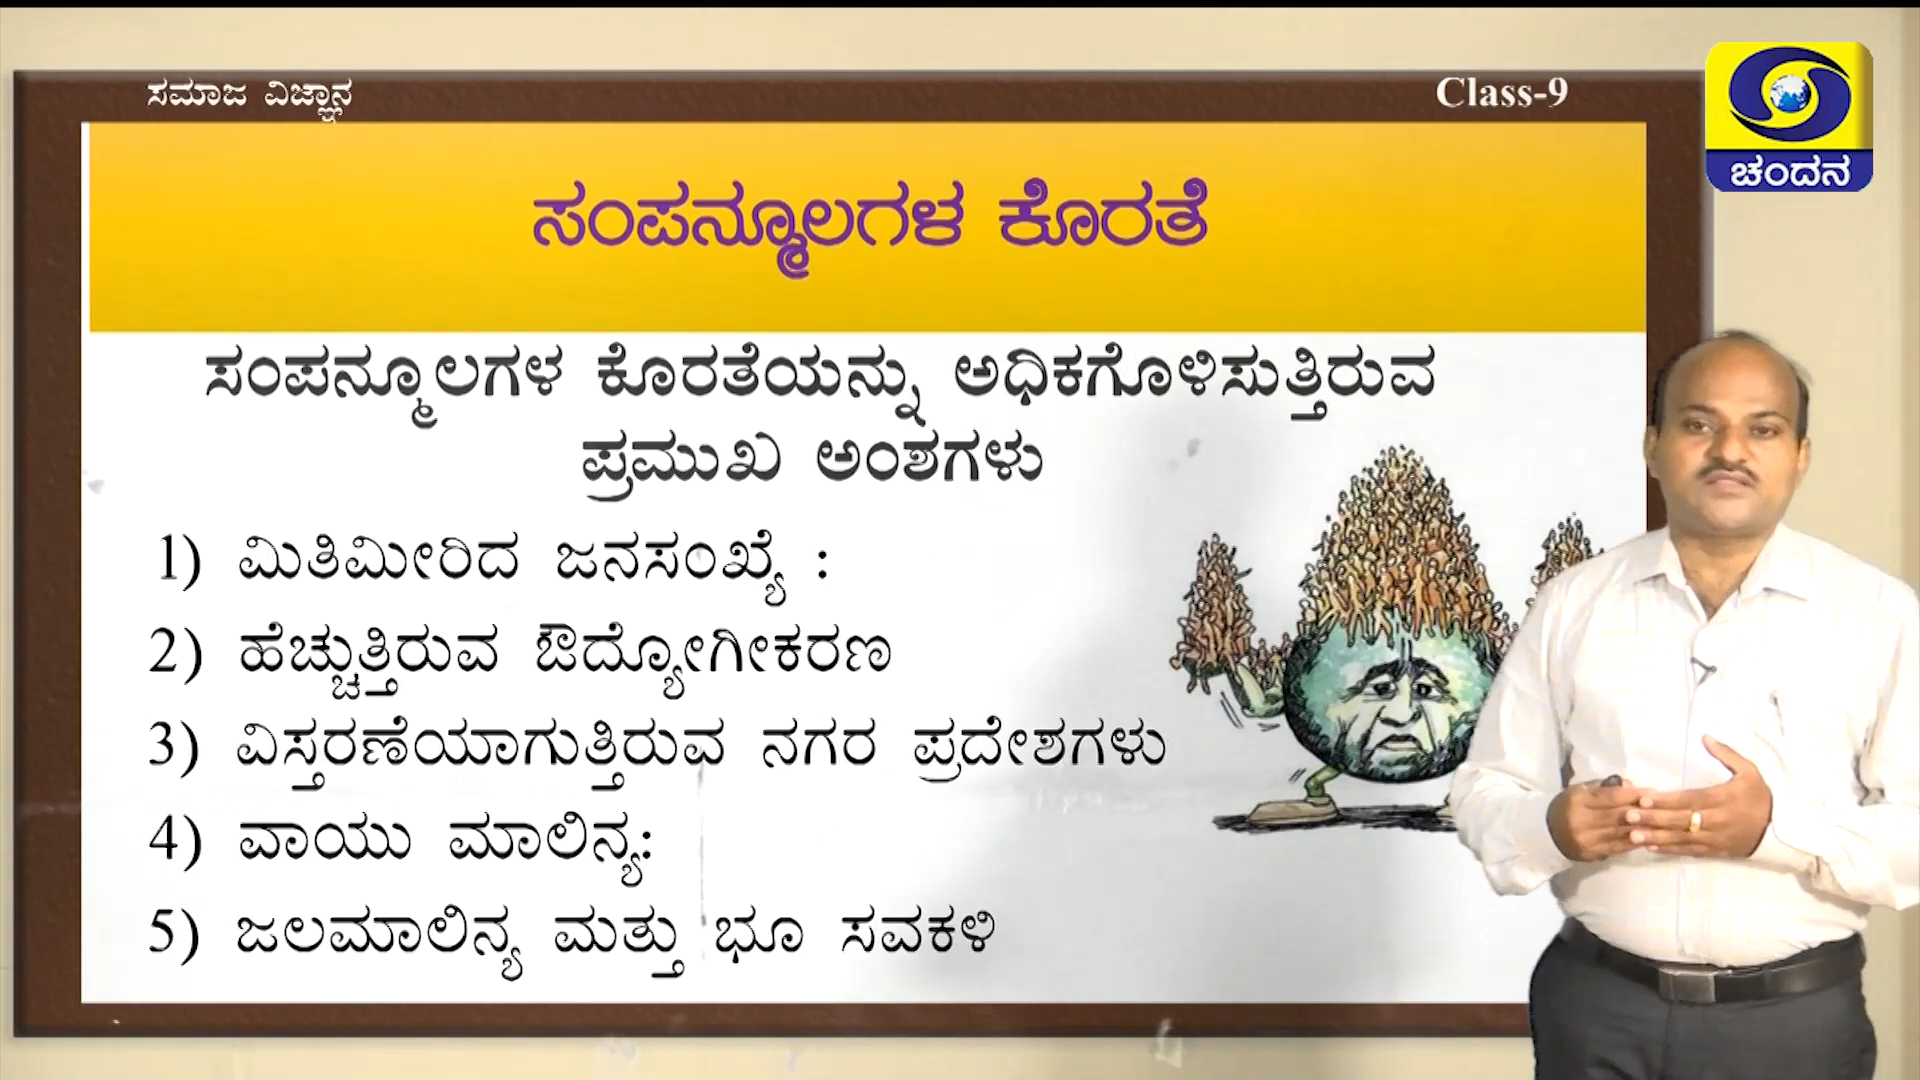 ಸಮಾಜ ವಿಜ್ಞಾನ
Class-9
ಚಂದನ
ಸಂಪನ್ಮೂಲಗಳ ಕೊರತೆ
ಸಂಪನ್ಮೂಲಗಳ ಕೊರತೆಯನ್ನು ಅಧಿಕಗೊಳಿಸುತ್ತಿರುವ
ಪ್ರಮುಖ ಅಂಶಗಳು
1) ಮಿತಿಮೀರಿದ ಜನಸಂಖ್ಯೆ :
2) ಹೆಚ್ಚುತ್ತಿರುವ ಔದ್ಯೋಗೀಕರಣ
3) ವಿಸ್ತರಣೆಯಾಗುತ್ತಿರುವ ನಗರ ಪ್ರದೇಶಗಳು
4) ವಾಯು ಮಾಲಿನ್ಯ:
5) ಜಲಮಾಲಿನ್ಯ ಮತ್ತು ಭೂ ಸವಕಳಿ